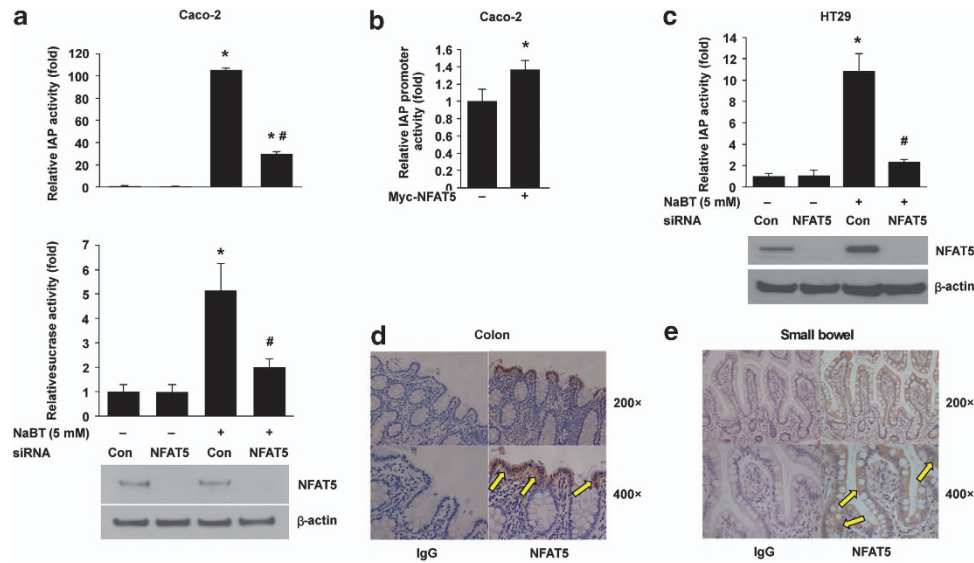 a
Caco-2
Relative IAP activity (fold)
120
100
80
60
40
20
0
*
* #
Relativesucrase activity (fold)
7
6
5
4
3
2
1
0
*
#
NaBT (5 mM) – – + +
siRNA Con NFAT5 Con NFAT5
NFAT5
β-actin
b
Caco-2
Relative IAP promoter
activity (fold)
1.6
1.4
1.2
1
0.8
0.6
0.4
0.2
0
*
Myc-NFAT5 – +
c
HT29
Relative IAP activity (fold)
14
12
10
8
6
4
2
0
*
#
NaBT (5 mM) – – + +
siRNA Con NFAT5 Con NFAT5
NFAT5
β-actin
d
Colon
200×
400×
IgG NFAT5
e
Small bowel
200×
400×
IgG NFAT5